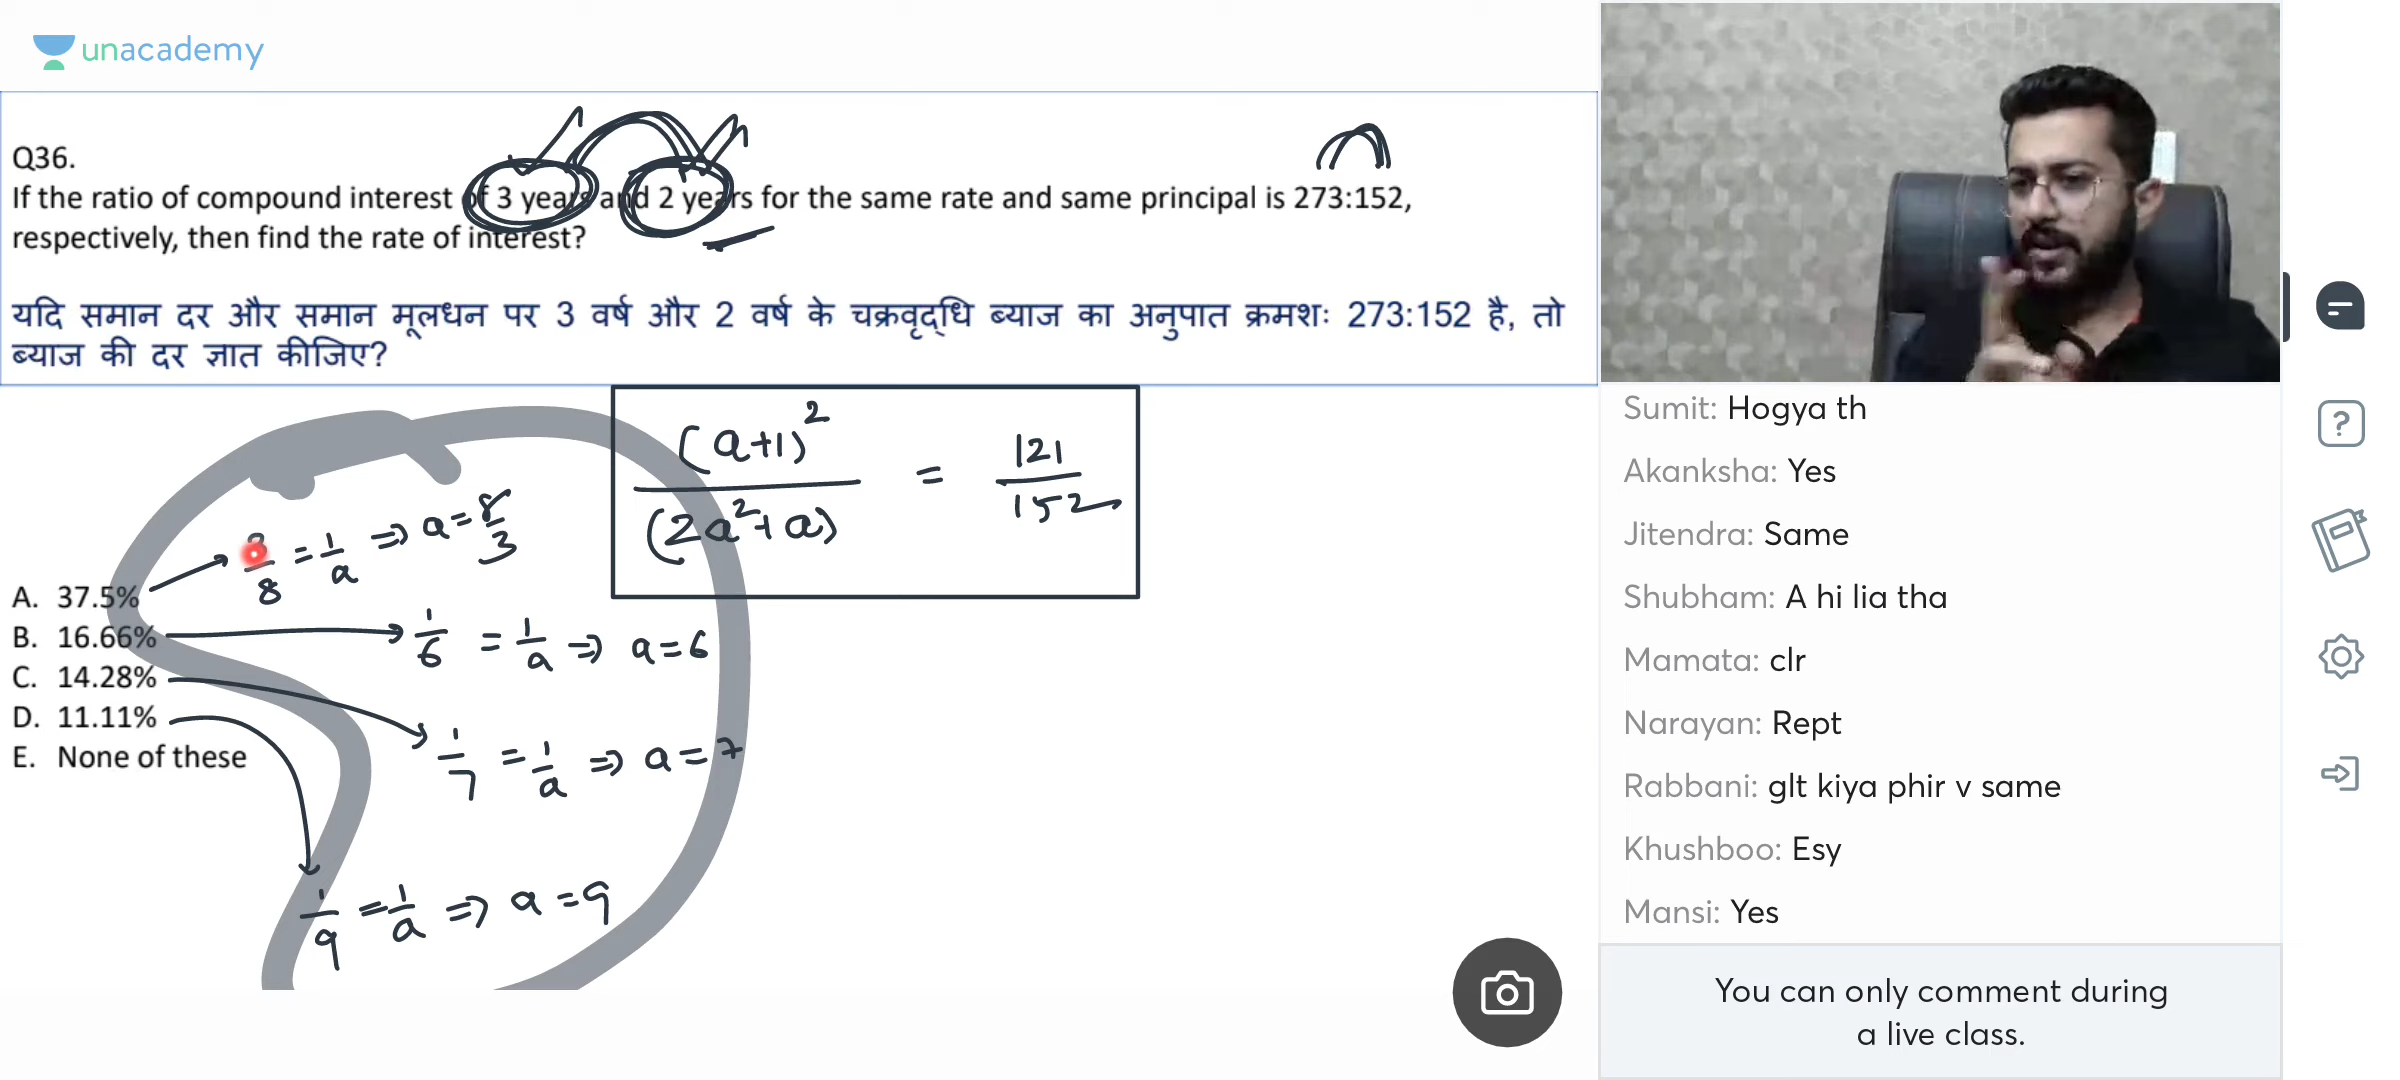 unacademy
Q36.
If the ratio of compound interest of 3 years and 2 years for the same rate and same principal is 273:152,
respectively, then find the rate of interest?
यदि समान दर और समान मूलधन पर 3 वर्ष और 2 वर्ष के चक्रवृद्धि ब्याज का अनुपात क्रमशः 273:152 है, तो
ब्याज की दर ज्ञात कीजिए?
(a+1)² / (2a²+a) = 121/152
A. 37.5%
3/8 = 1/a ⇒ a = 8/3
B. 16.66%
1/6 = 1/a ⇒ a=6
C. 14.28%
1/7 = 1/a ⇒ a=7
D. 11.11%
1/9 = 1/a ⇒ a=9
E. None of these
Sumit: Hogya th
Akanksha: Yes
Jitendra: Same
Shubham: A hi lia tha
Mamata: clr
Narayan: Rept
Rabbani: glt kiya phir v same
Khushboo: Esy
Mansi: Yes
You can only comment during
a live class.
?